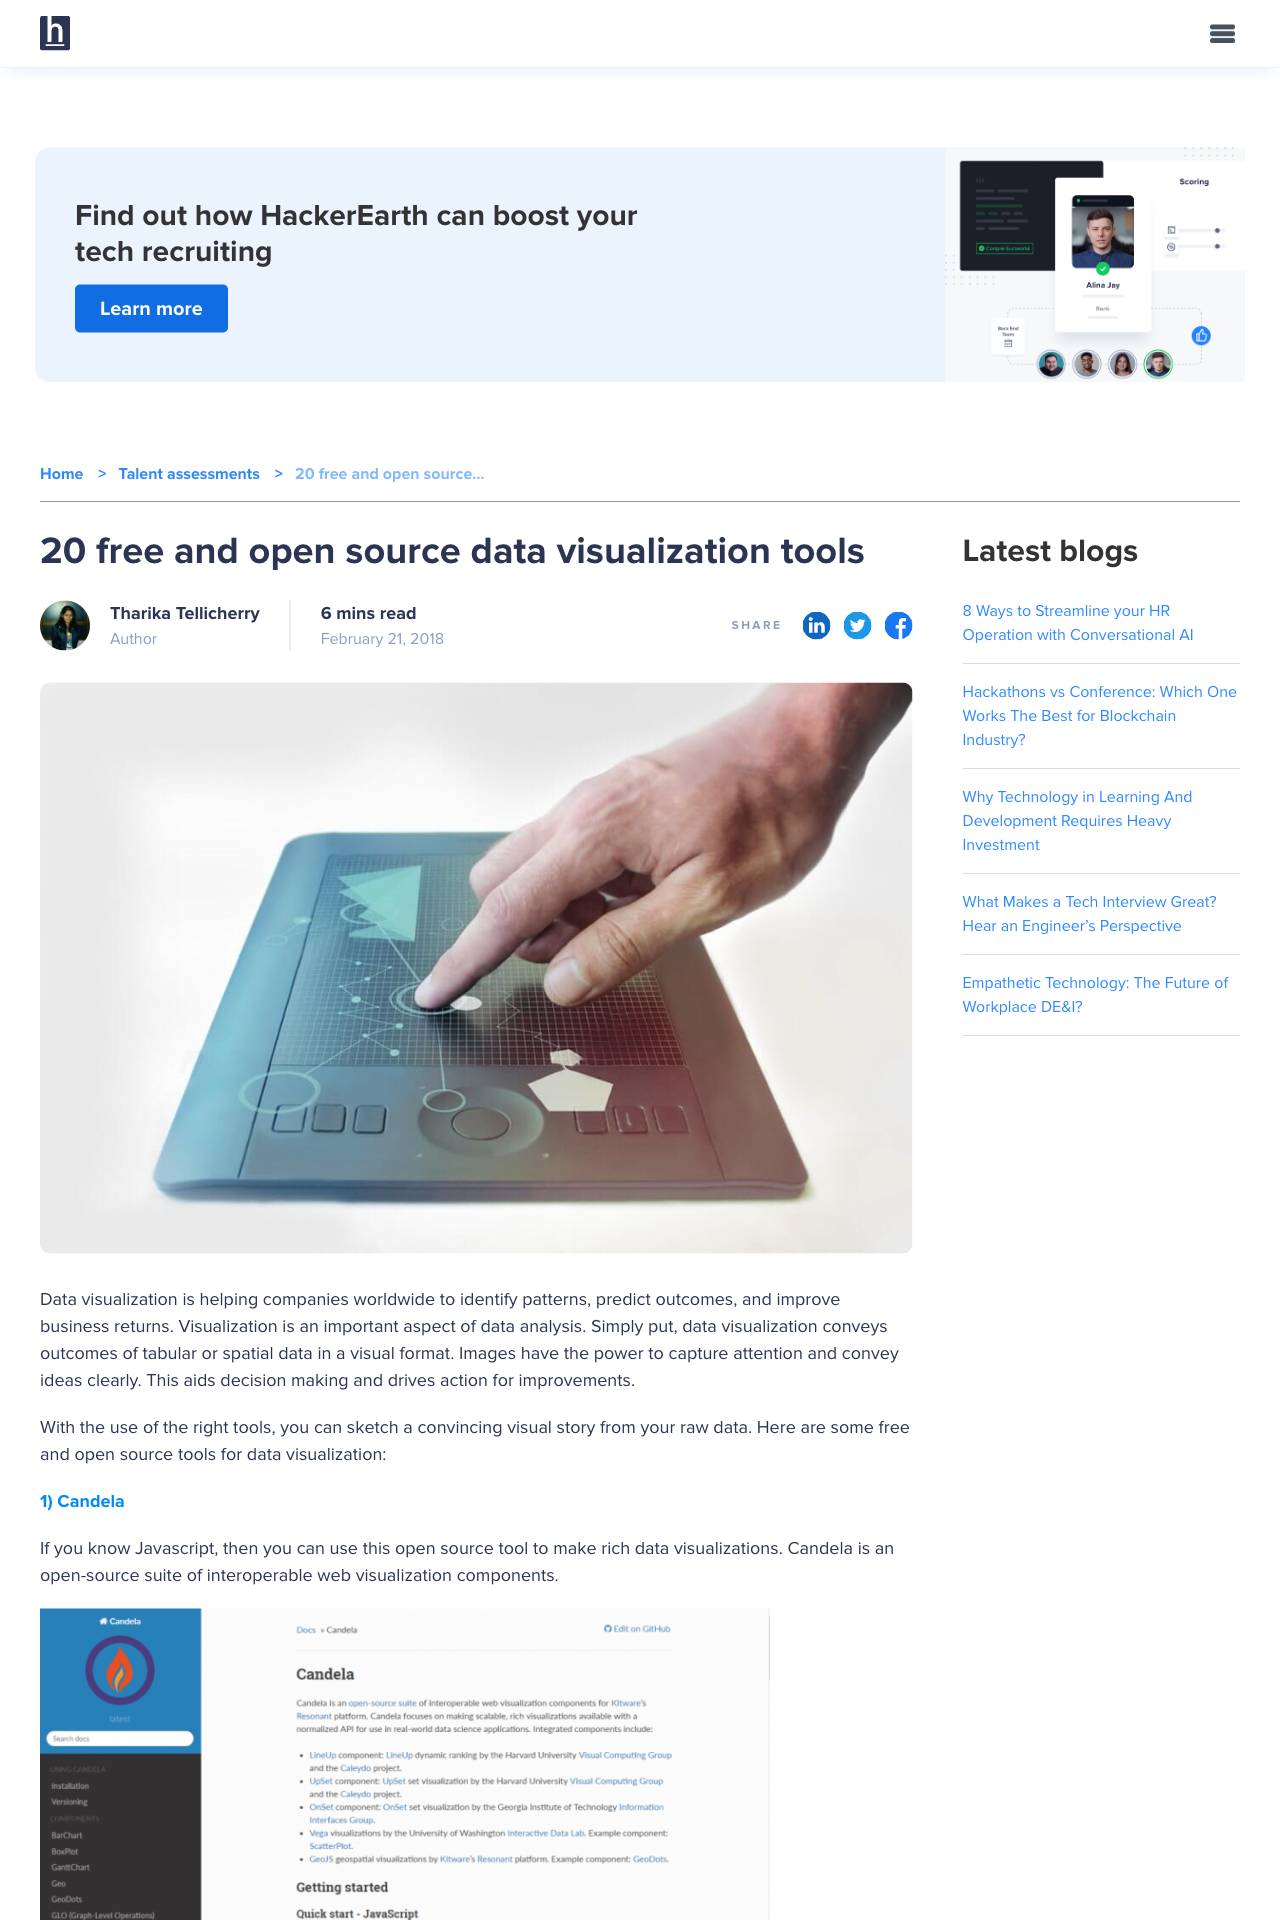 h
Find out how HackerEarth can boost your
tech recruiting
Learn more
Scoring
Compile Successful
Alina Jay
Rank
Back End
Team
Home > Talent assessments > 20 free and open source...
20 free and open source data visualization tools
Tharika Tellicherry
Author
6 mins read
February 21, 2018
SHARE
Data visualization is helping companies worldwide to identify patterns, predict outcomes, and improve
business returns. Visualization is an important aspect of data analysis. Simply put, data visualization conveys
outcomes of tabular or spatial data in a visual format. Images have the power to capture attention and convey
ideas clearly. This aids decision making and drives action for improvements.
With the use of the right tools, you can sketch a convincing visual story from your raw data. Here are some free
and open source tools for data visualization:
1) Candela
If you know Javascript, then you can use this open source tool to make rich data visualizations. Candela is an
open-source suite of interoperable web visualization components.
Candela
latest
Search docs
USING CANDELA
Installation
Versioning
COMPONENTS
BarChart
BoxPlot
GanttChart
Geo
GeoDots
GLO (Graph-Level Operations)
Docs » Candela
Edit on GitHub
Candela
Candela is an open-source suite of interoperable web visualization components for Kitware's
Resonant platform. Candela focuses on making scalable, rich visualizations available with a
normalized API for use in real-world data science applications. Integrated components include:
• LineUp component: LineUp dynamic ranking by the Harvard University Visual Computing Group
and the Caleydo project.
• UpSet component: UpSet set visualization by the Harvard University Visual Computing Group
and the Caleydo project.
• OnSet component: OnSet set visualization by the Georgia Institute of Technology Information
Interfaces Group.
• Vega visualizations by the University of Washington Interactive Data Lab. Example component:
ScatterPlot.
• GeoJS geospatial visualizations by Kitware's Resonant platform. Example component: GeoDots.
Getting started
Quick start - JavaScript
Latest blogs
8 Ways to Streamline your HR
Operation with Conversational AI
Hackathons vs Conference: Which One
Works The Best for Blockchain
Industry?
Why Technology in Learning And
Development Requires Heavy
Investment
What Makes a Tech Interview Great?
Hear an Engineer’s Perspective
Empathetic Technology: The Future of
Workplace DE&I?